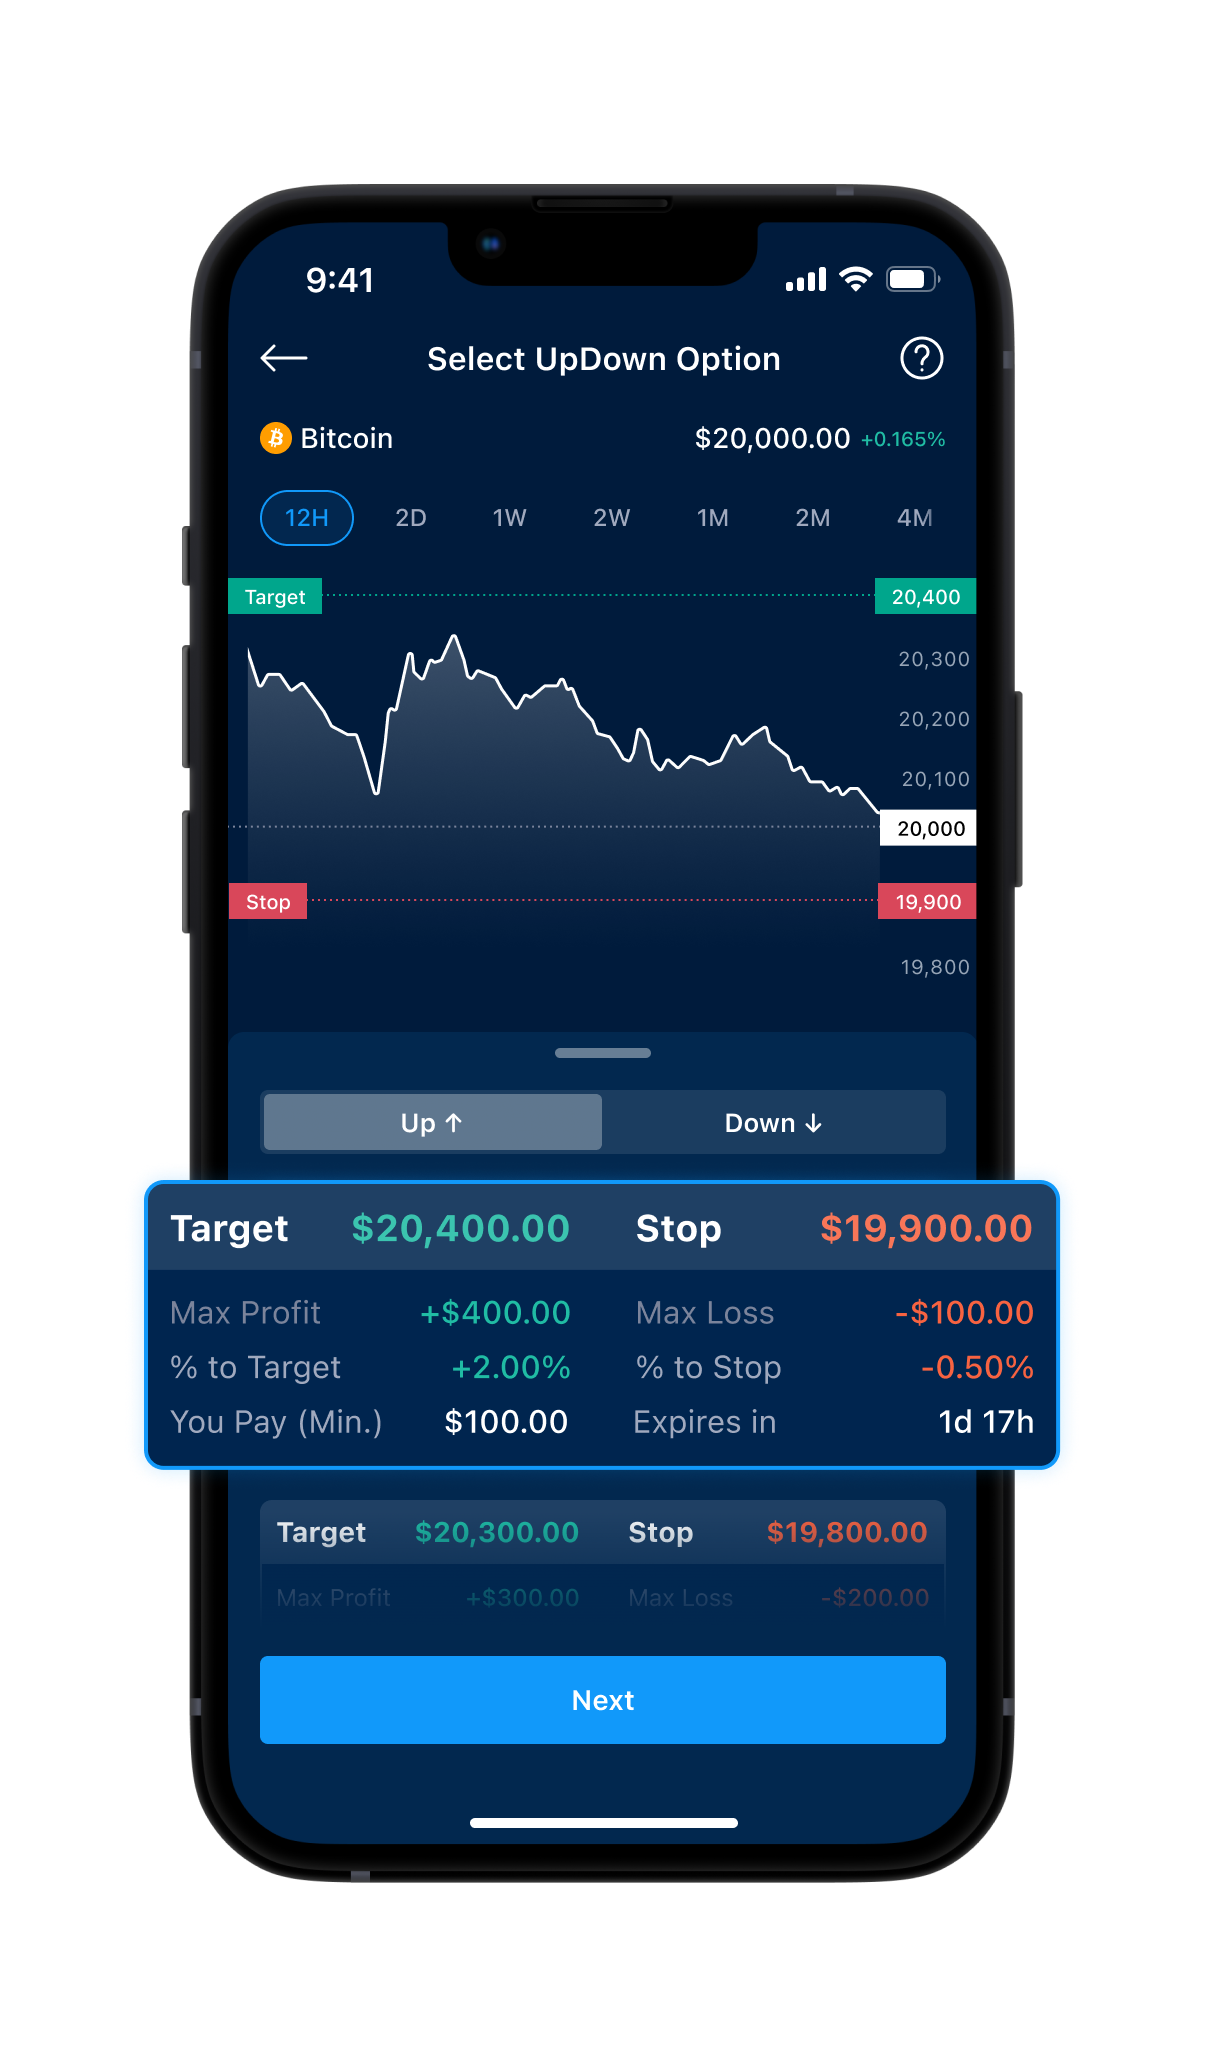 9:41
Select UpDown Option
Bitcoin $20,000.00 +0.165%
12H 2D 1W 2W 1M 2M 4M
Target 20,400
20,300
20,200
20,100
20,000
Stop 19,900
19,800
Up ↑ Down ↓
Target $20,400.00 Stop $19,900.00
Max Profit +$400.00 Max Loss -$100.00
% to Target +2.00% % to Stop -0.50%
You Pay (Min.) $100.00 Expires in 1d 17h
Target $20,300.00 Stop $19,800.00
Max Profit +$300.00 Max Loss -$200.00
Next